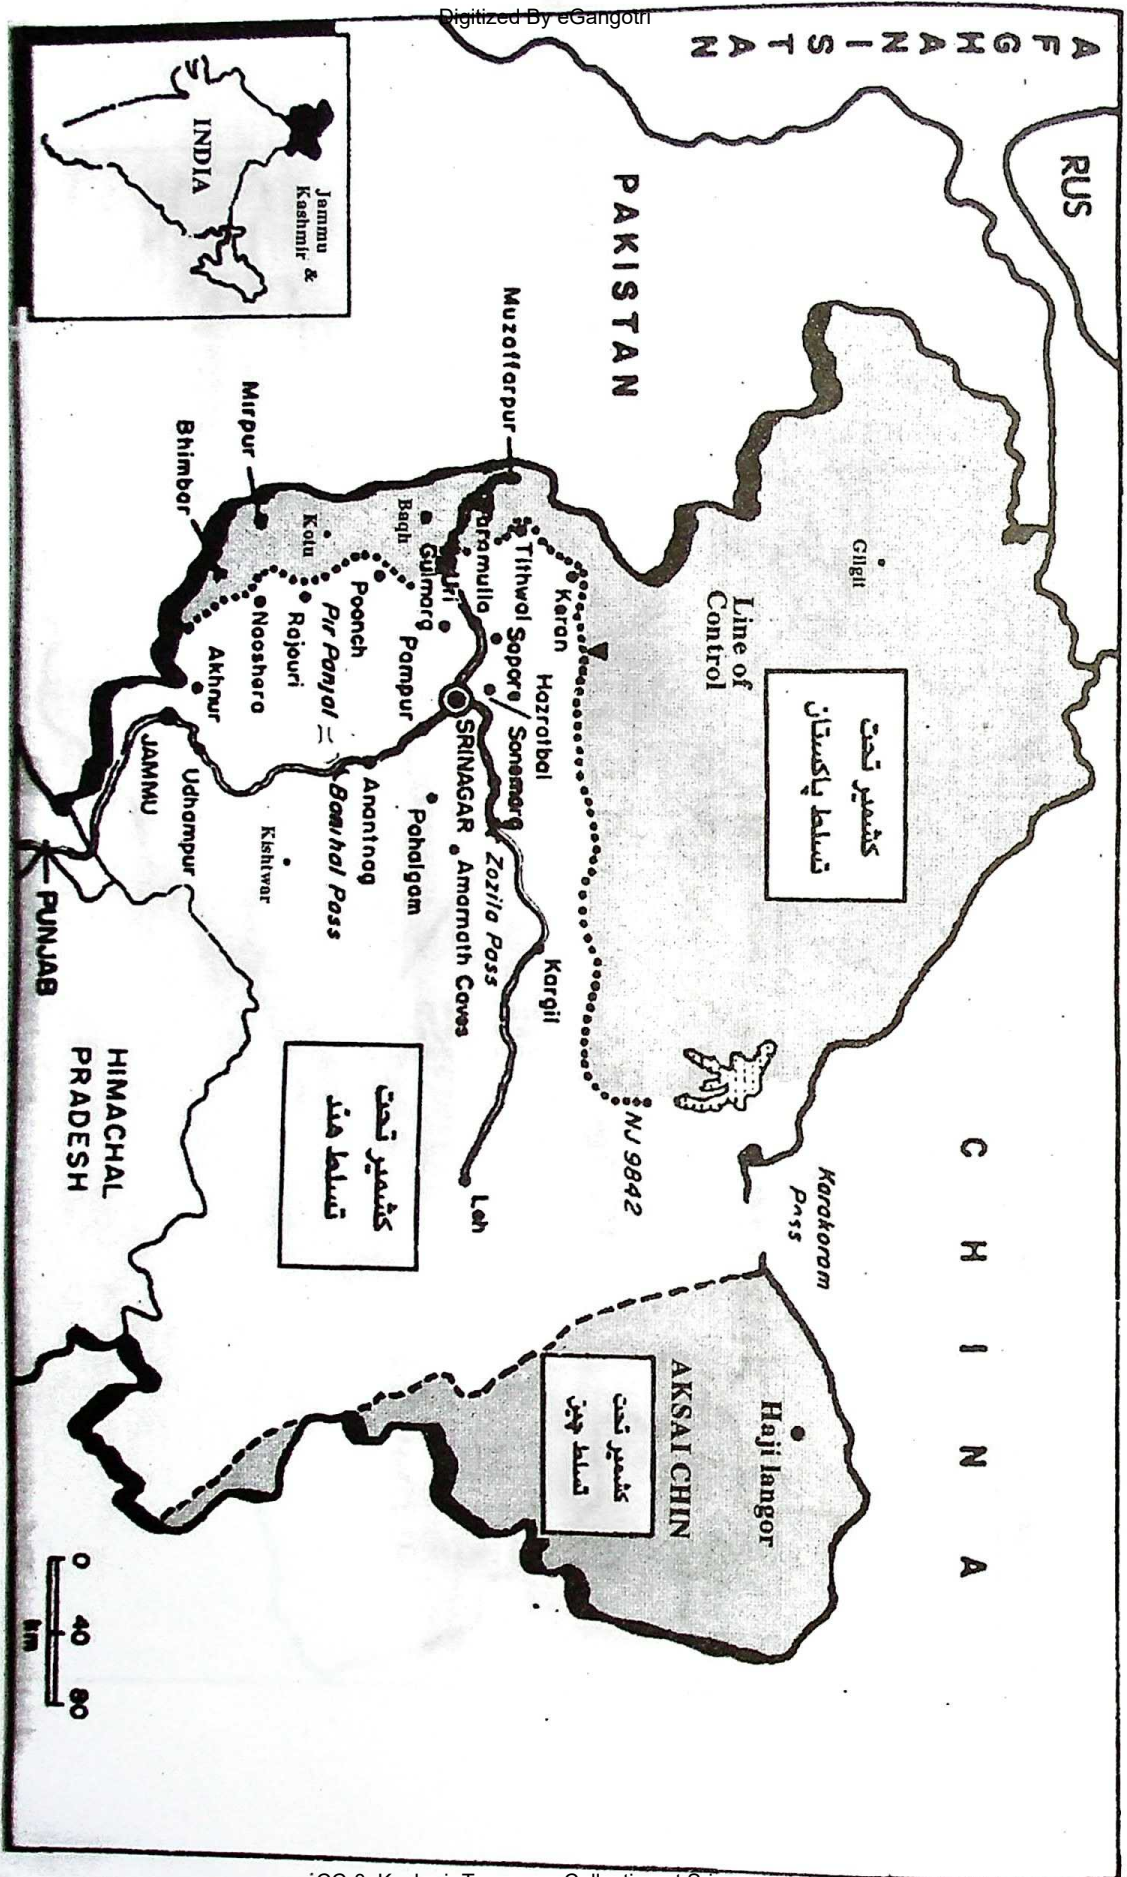 Digitized By eGangotri
AFGHANISTAN
RUS
INDIA
Jammu &
Kashmir
PAKISTAN
CHINA
Muzaffarpur
Mirpur
Bhimbar
Gilgit
Line of
Control
کشمیر تحت
تسلط پاکستان
Karan
Tithwal
Baramulla
Uri
Baqh
Gulmarg
Kotu
Poonch
Pir Panjal
Rajouri
Naoshara
Akhnur
Pampur
Sopore
Hazratbal
Sonamarg
SRINAGAR
JAMMU
Udhampur
Kishtwar
Anantnag
Banihal Pass
Pahalgam
Amarnath Caves
Zozila Pass
Kargil
Leh
NJ 9842
Karakoram
Pass
PUNJAB
HIMACHAL
PRADESH
کشمیر تحت
تسلط هند
Haji langor
AKSAI CHIN
کشمیر تحت
تسلط چین
0 40 80
km